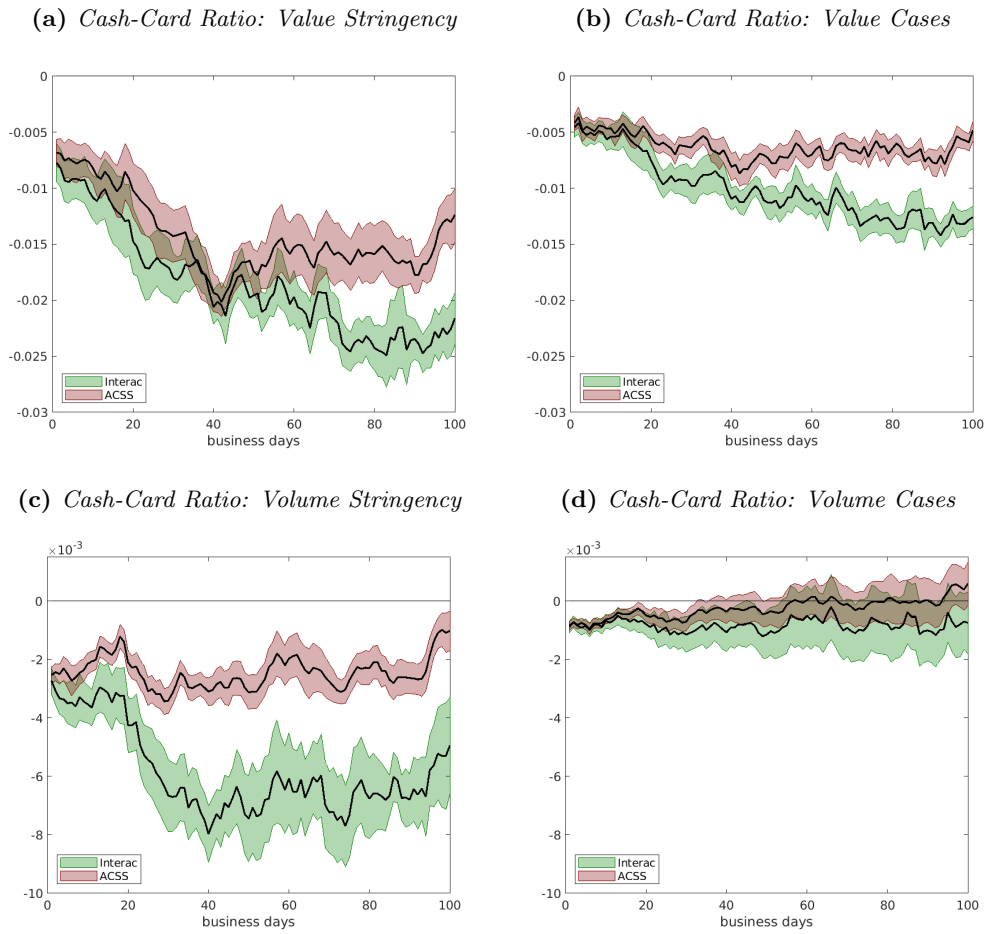 (a) Cash-Card Ratio: Value Stringency
(b) Cash-Card Ratio: Value Cases
0
-0.005
-0.01
-0.015
-0.02
-0.025
-0.03
0 20 40 60 80 100
business days
Interac
ACSS
0
-0.005
-0.01
-0.015
-0.02
-0.025
-0.03
0 20 40 60 80 100
business days
Interac
ACSS
(c) Cash-Card Ratio: Volume Stringency
(d) Cash-Card Ratio: Volume Cases
×10⁻³
0
-2
-4
-6
-8
-10
0 20 40 60 80 100
business days
Interac
ACSS
×10⁻³
0
-2
-4
-6
-8
-10
0 20 40 60 80 100
business days
Interac
ACSS